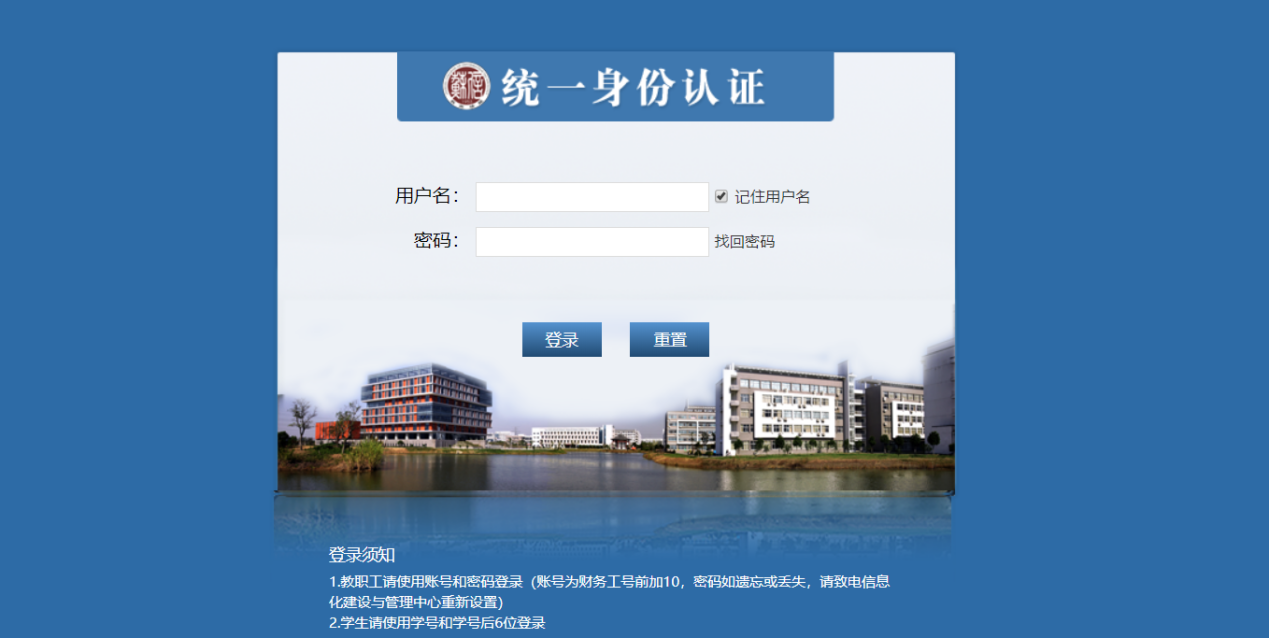 统一身份认证
用户名：
记住用户名
密码：
找回密码
登录
重置
登录须知
1.教职工请使用账号和密码登录（账号为财务工号前加10，密码如遗忘或丢失，请致电信息
化建设与管理中心重新设置）
2.学生请使用学号和学号后6位登录